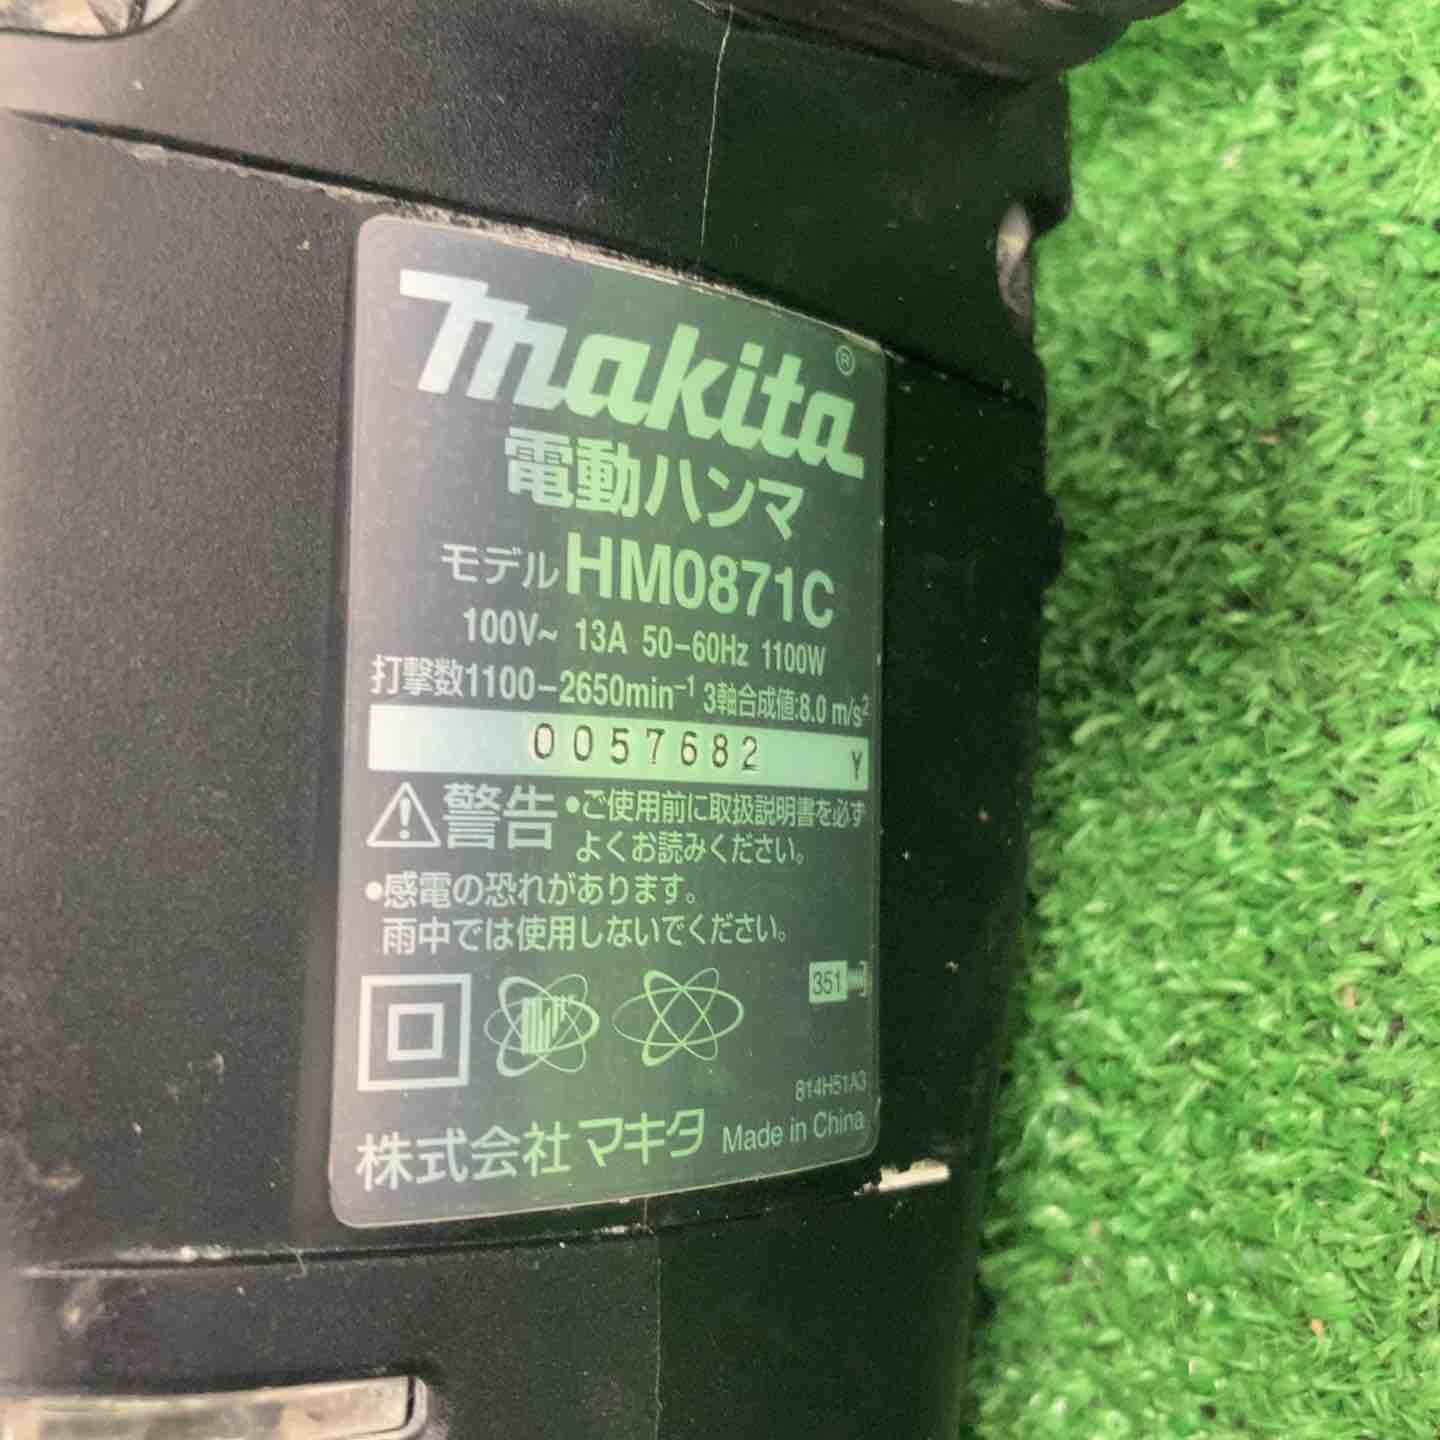 makita®
電動ハンマ
モデル HM0871C
100V~ 13A 50-60Hz 1100W
打撃数1100-2650min⁻¹ 3軸合成値:8.0 m/s²
0057682 Y
警告 •ご使用前に取扱説明書を必ず
よくお読みください。
•感電の恐れがあります。
雨中では使用しないでください。
351
814H51A3
株式会社マキタ Made in China